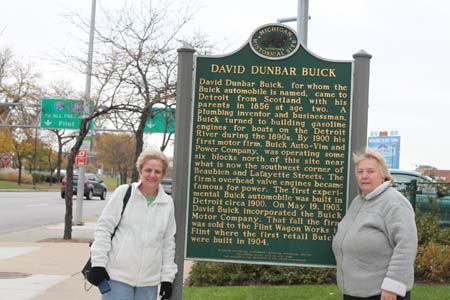 MICHIGAN
HISTORICAL
DAVID DUNBAR BUICK
David Dunbar Buick, for whom the
Buick automobile is named, came to
Detroit from Scotland with his
parents in 1856 at age two. A
Plumbing inventor and businessman,
Buick turned to building gasoline
engines for boats on the Detroit
River during the 1890s. By 1900 his
first motor firm, Buick Auto-Vim and
Power Company, was operating some
six blocks north of this site near
what is now the southwest corner of
Beaubien and Lafayette Streets. The
firm's overhead valve engines became
famous for power. The first experi-
mental Buick automobile was built in
Detroit circa 1900. On May 19, 1903,
David Buick incorporated the Buick
Motor Company. That fall the firm
was sold to the Flint Wagon Works
Flint where the first retail Buicks
were built in 1904.
To ALL
Flint